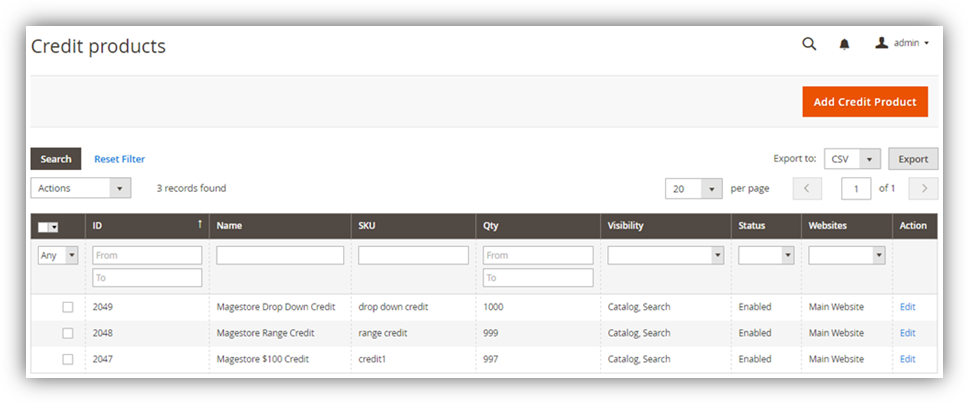 Credit products
admin
Add Credit Product
Search Reset Filter Export to: CSV Export
Actions 3 records found 20 per page 1 of 1
ID Name SKU Qty Visibility Status Websites Action
Any From From
To To
2049 Magestore Drop Down Credit drop down credit 1000 Catalog, Search Enabled Main Website Edit
2048 Magestore Range Credit range credit 999 Catalog, Search Enabled Main Website Edit
2047 Magestore $100 Credit credit1 997 Catalog, Search Enabled Main Website Edit